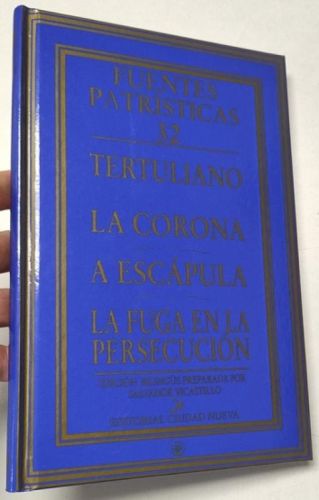 FUENTES
PATRÍSTICAS
32
TERTULIANO
LA CORONA
A ESCÁPULA
LA FUGA EN LA
PERSECUCIÓN
EDICIÓN BILINGÜE PREPARADA POR
SALVADOR VICASTILLO
EDITORIAL CIUDAD NUEVA